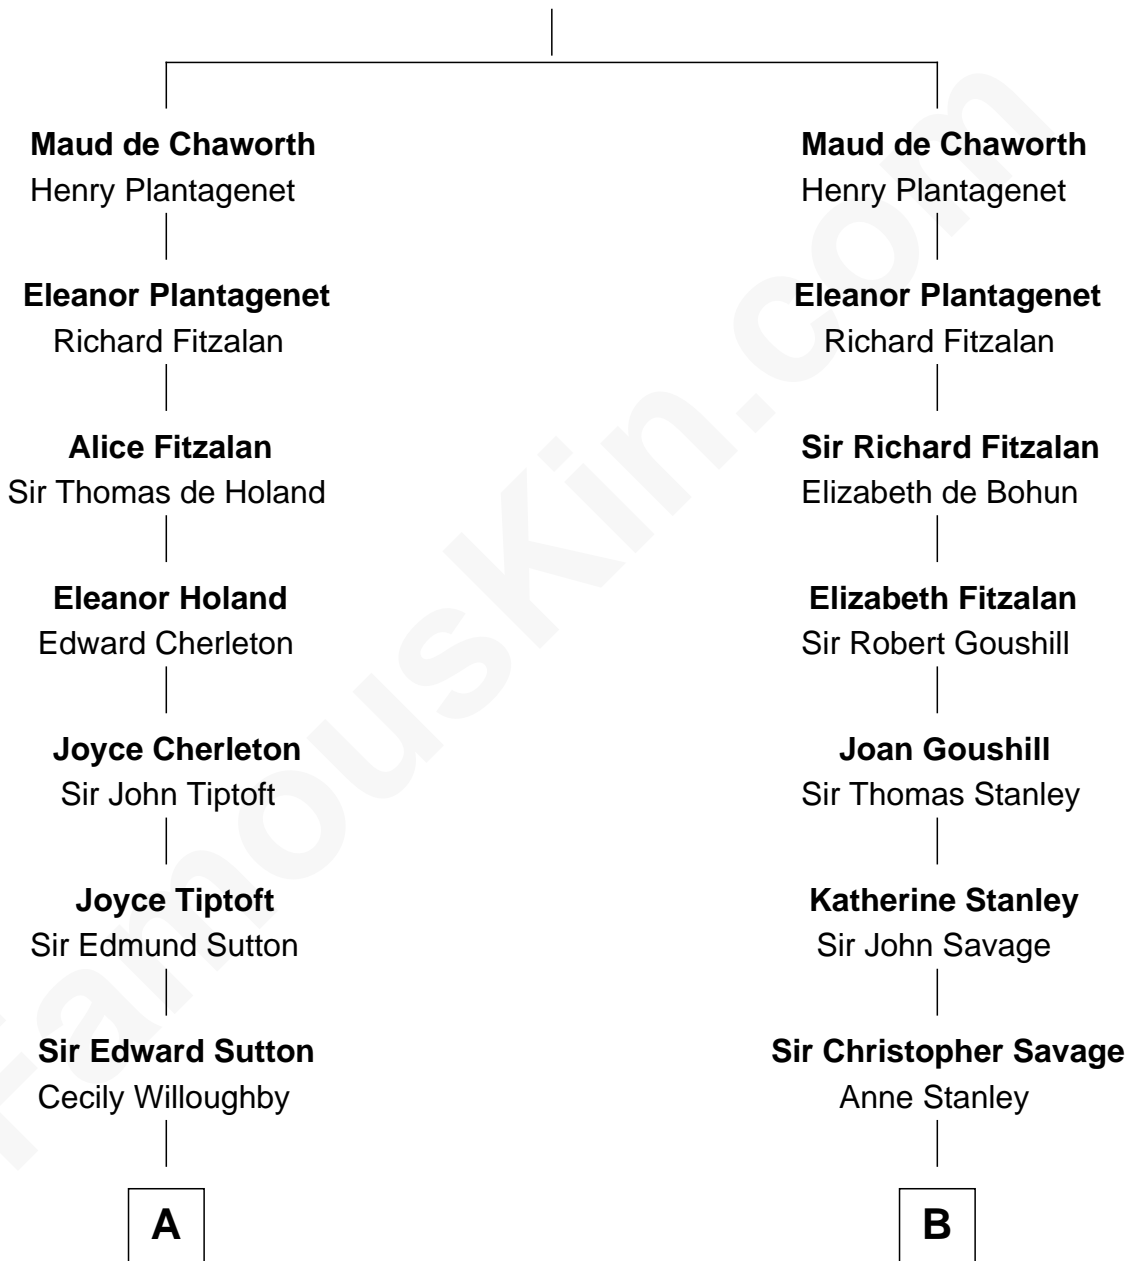 Maud de Chaworth
Henry Plantagenet
Eleanor Plantagenet
Richard Fitzalan
Alice Fitzalan
Sir Thomas de Holand
Eleanor Holand
Edward Cherleton
Joyce Cherleton
Sir John Tiptoft
Joyce Tiptoft
Sir Edmund Sutton
Sir Edward Sutton
Cecily Willoughby
A
Maud de Chaworth
Henry Plantagenet
Eleanor Plantagenet
Richard Fitzalan
Sir Richard Fitzalan
Elizabeth de Bohun
Elizabeth Fitzalan
Sir Robert Goushill
Joan Goushill
Sir Thomas Stanley
Katherine Stanley
Sir John Savage
Sir Christopher Savage
Anne Stanley
B
FamousKin.com